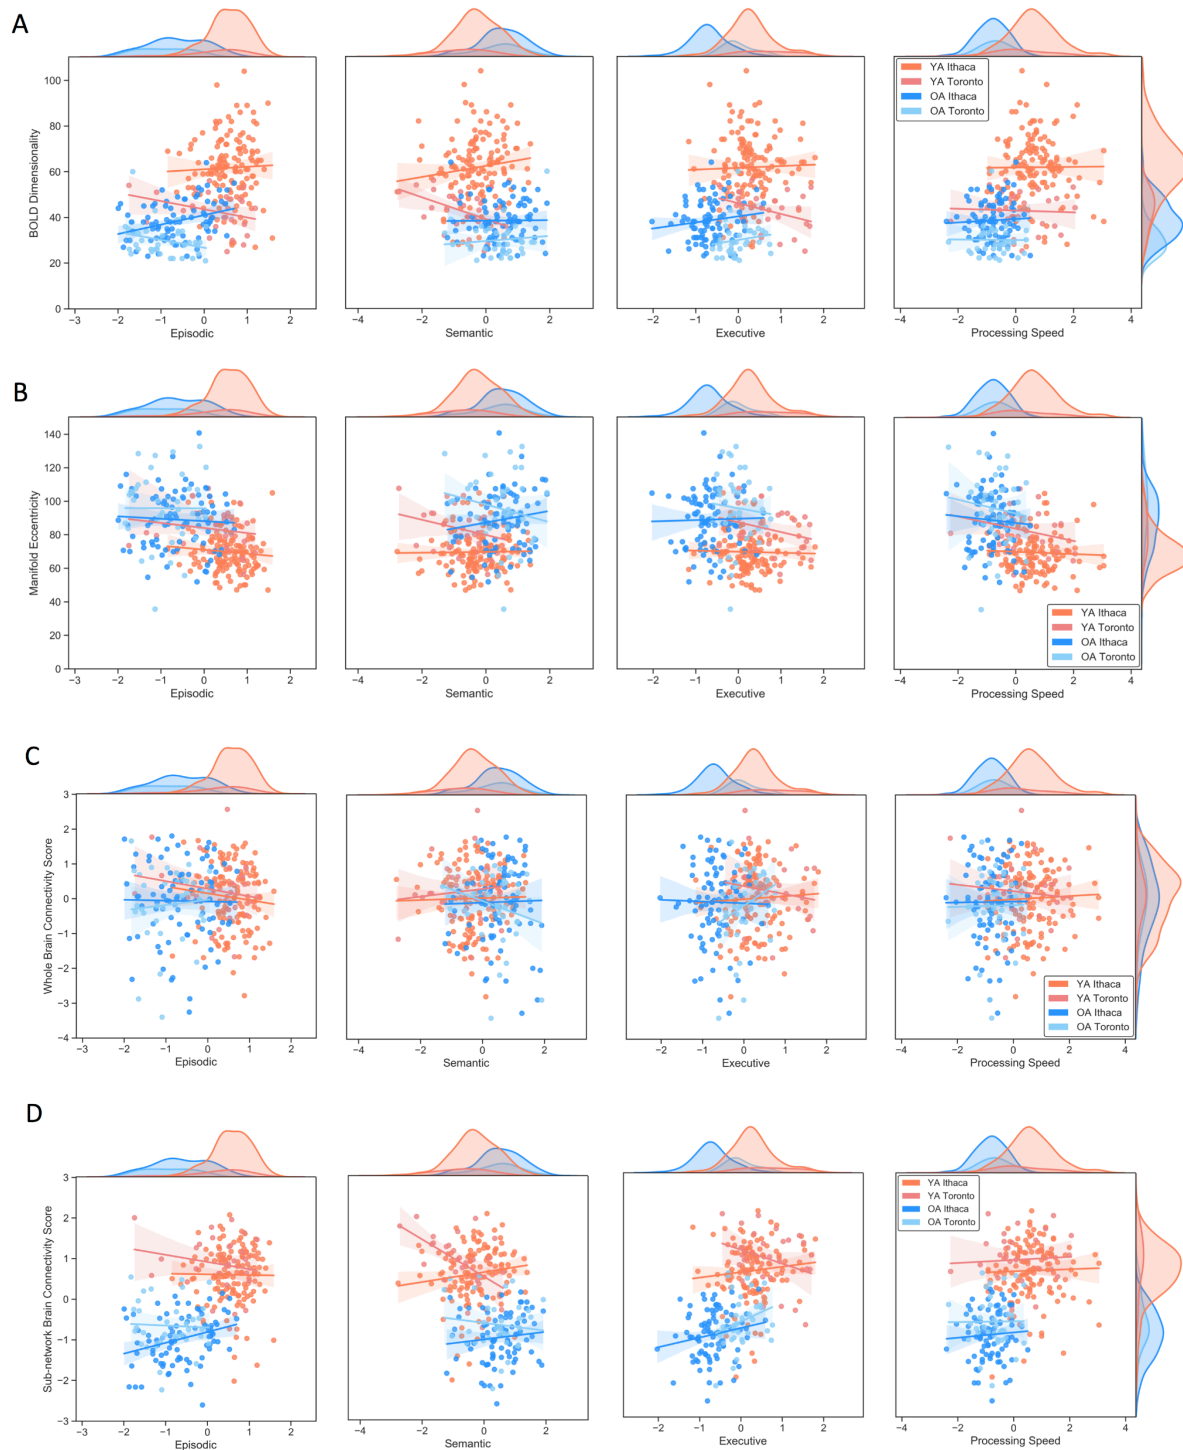 A
BOLD Dimensionality
100
80
60
40
20
0
YA Ithaca
YA Toronto
OA Ithaca
OA Toronto
−3 −2 −1 0 1 2
−4 −2 0 2
−2 0 2
−4 −2 0 2 4
Episodic Semantic Executive Processing Speed
B
Manifold Eccentricity
140
120
100
80
60
40
20
0
YA Ithaca
YA Toronto
OA Ithaca
OA Toronto
−3 −2 −1 0 1 2
−4 −2 0 2
−2 0 2
−4 −2 0 2 4
Episodic Semantic Executive Processing Speed
C
Whole Brain Connectivity Score
3
2
1
0
−1
−2
−3
−4
YA Ithaca
YA Toronto
OA Ithaca
OA Toronto
−3 −2 −1 0 1 2
−4 −2 0 2
−2 −1 0 1 2
−4 −2 0 2 4
Episodic Semantic Executive Processing Speed
D
Sub-network Brain Connectivity Score
3
2
1
0
−1
−2
−3
YA Ithaca
YA Toronto
OA Ithaca
OA Toronto
−3 −2 −1 0 1 2
−4 −2 0 2
−2 −1 0 1 2
−4 −2 0 2 4
Episodic Semantic Executive Processing Speed